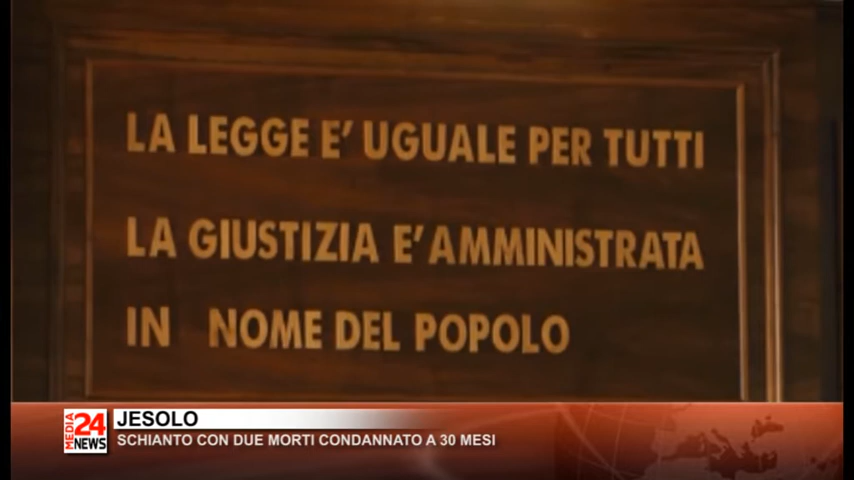 LA LEGGE E' UGUALE PER TUTTI
LA GIUSTIZIA E' AMMINISTRATA
IN NOME DEL POPOLO
MEDIA 24 NEWS
JESOLO
SCHIANTO CON DUE MORTI CONDANNATO A 30 MESI